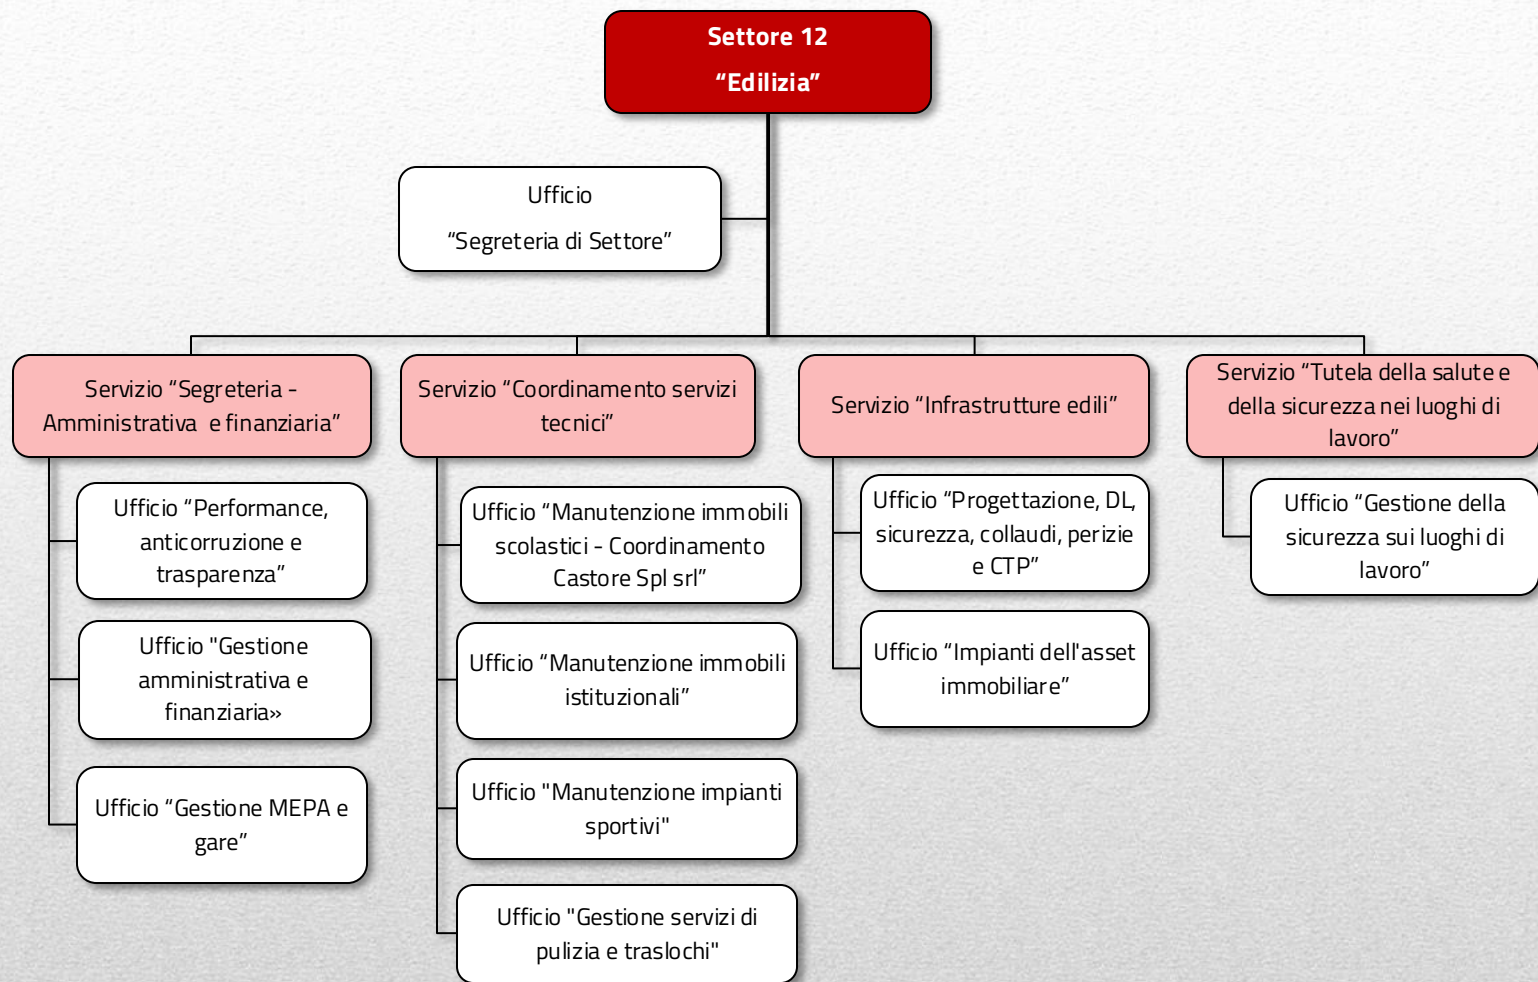 Settore 12
“Edilizia”
Ufficio
“Segreteria di Settore”
Servizio “Segreteria -
Amministrativa e finanziaria”
Ufficio “Performance,
anticorruzione e
trasparenza”
Ufficio "Gestione
amministrativa e
finanziaria»
Ufficio “Gestione MEPA e
gare”
Servizio “Coordinamento servizi
tecnici”
Ufficio “Manutenzione immobili
scolastici - Coordinamento
Castore Spl srl”
Ufficio “Manutenzione immobili
istituzionali”
Ufficio "Manutenzione impianti
sportivi"
Ufficio "Gestione servizi di
pulizia e traslochi"
Servizio “Infrastrutture edili”
Ufficio “Progettazione, DL,
sicurezza, collaudi, perizie
e CTP”
Ufficio “Impianti dell'asset
immobiliare”
Servizio “Tutela della salute e
della sicurezza nei luoghi di
lavoro”
Ufficio “Gestione della
sicurezza sui luoghi di
lavoro”